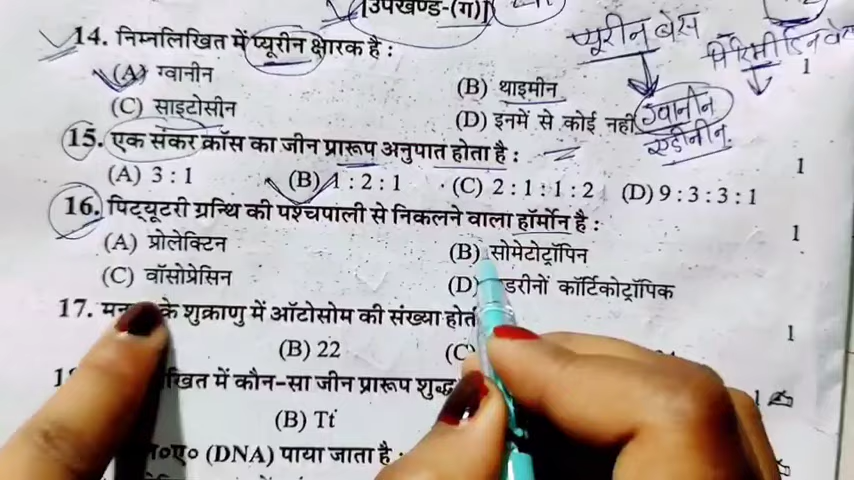 [उपखण्ड-(ग)]
प्यूरीन बेस
14. निम्नलिखित में प्यूरीन क्षारक है :
1
(A) ग्वानीन
(B) थाइमीन
(C) साइटोसीन
(D) इनमें से कोई नहीं
ग्वानीन
एडीनीन
15. एक संकर क्रॉस का जीन प्रारूप अनुपात होता है :
1
(A) 3 : 1
(B) 1 : 2 : 1
(C) 2 : 1 : 1 : 2
(D) 9 : 3 : 3 : 1
16. पिट्यूटरी ग्रन्थि की पश्चपाली से निकलने वाला हॉर्मोन है :
1
(A) प्रोलेक्टिन
(B) सोमेटोट्रॉपिन
(C) वॉसोप्रेसिन
(D) कॉर्टिकोट्रॉपिक
17. के शुक्राणु में ऑटोसोम की संख्या
1
(B) 22
(C)
में कौन-सा जीन प्रारूप शुद्ध
1
(B) Tt
(DNA) पाया जाता है :